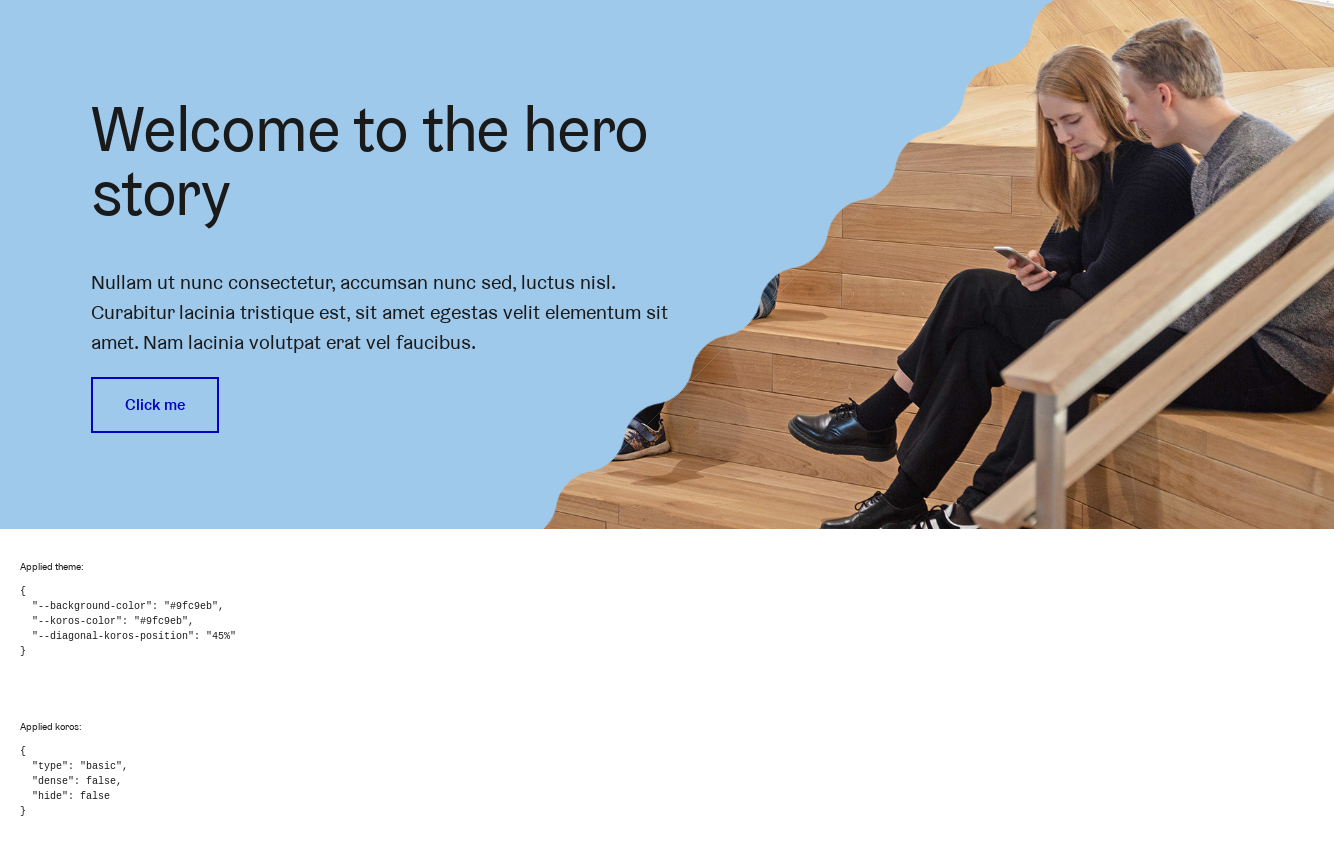 Welcome to the hero
story
Nullam ut nunc consectetur, accumsan nunc sed, luctus nisl.
Curabitur lacinia tristique est, sit amet egestas velit elementum sit
amet. Nam lacinia volutpat erat vel faucibus.
Click me
Applied theme:
{
  "--background-color": "#9fc9eb",
  "--koros-color": "#9fc9eb",
  "--diagonal-koros-position": "45%"
}
Applied koros:
{
  "type": "basic",
  "dense": false,
  "hide": false
}